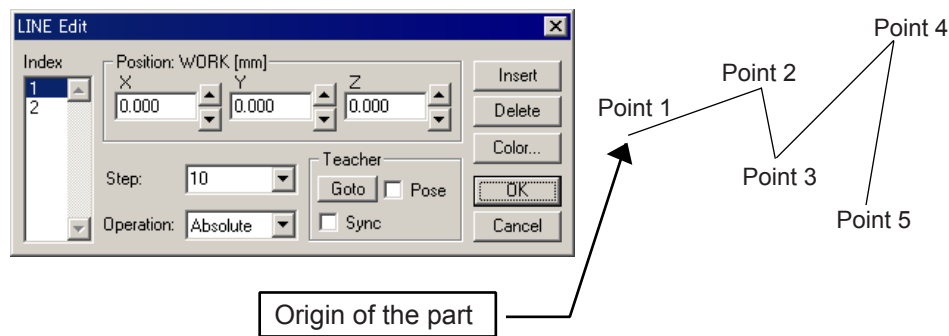 LINE Edit
Index
1
2
Position: WORK [mm]
X
Y
Z
0.000
0.000
0.000
Step:
10
Operation:
Absolute
Teacher
Goto
Pose
Sync
Insert
Delete
Color...
OK
Cancel
Point 1
Point 2
Point 3
Point 4
Point 5
Origin of the part